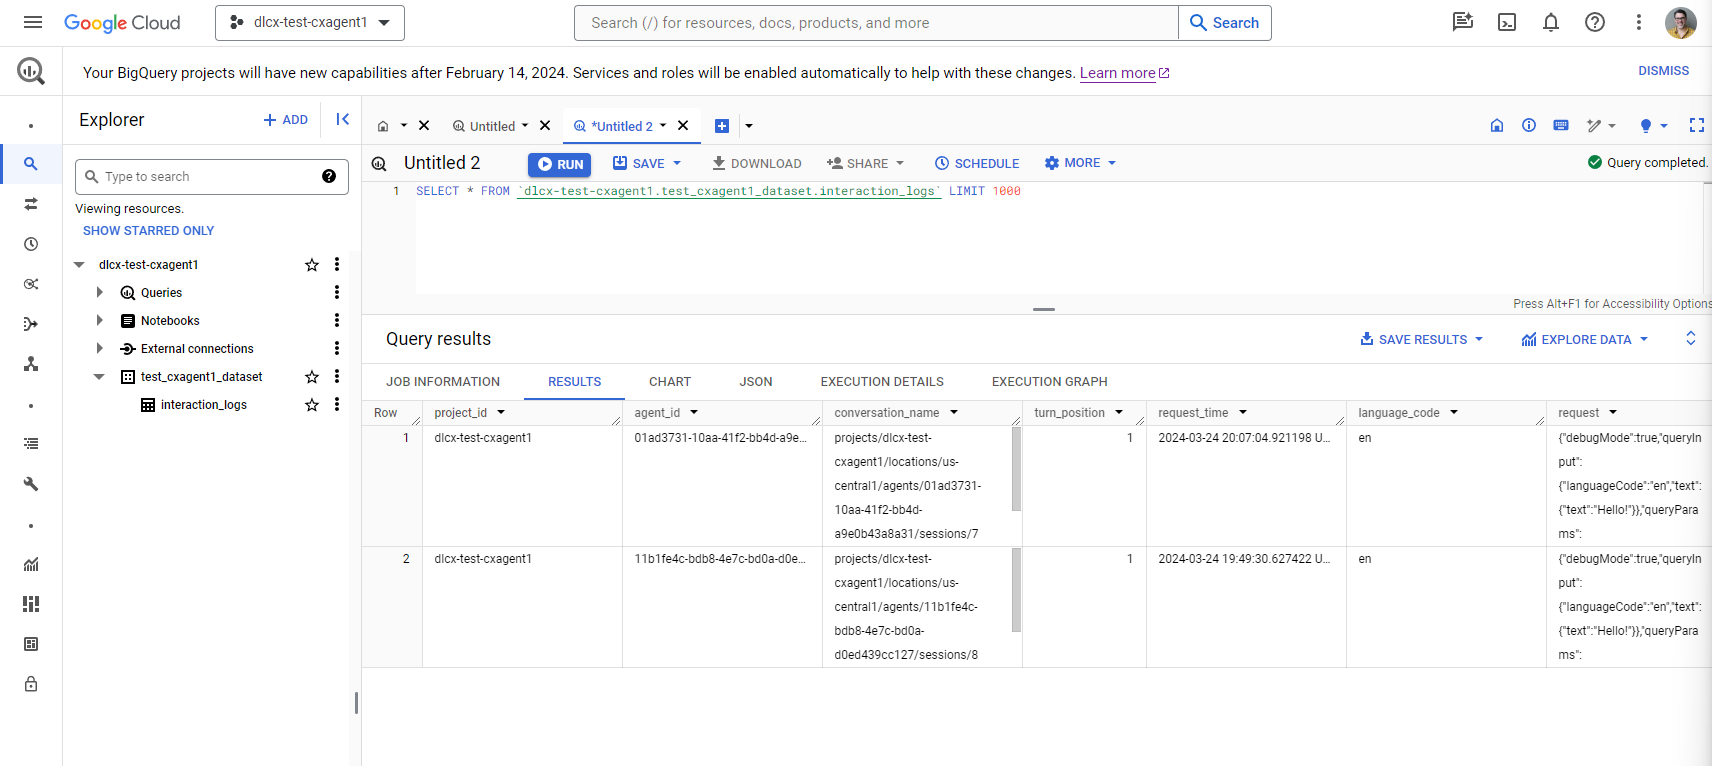 Google Cloud
dlcx-test-cxagent1
Search (/) for resources, docs, products, and more
Search
Your BigQuery projects will have new capabilities after February 14, 2024. Services and roles will be enabled automatically to help with these changes. Learn more
DISMISS
Explorer
+ ADD
Untitled
*Untitled 2
Type to search
Viewing resources.
SHOW STARRED ONLY
dlcx-test-cxagent1
Queries
Notebooks
External connections
test_cxagent1_dataset
interaction_logs
Untitled 2
RUN
SAVE
DOWNLOAD
SHARE
SCHEDULE
MORE
Query completed.
1 SELECT * FROM `dlcx-test-cxagent1.test_cxagent1_dataset.interaction_logs` LIMIT 1000
Press Alt+F1 for Accessibility Options
Query results
SAVE RESULTS
EXPLORE DATA
JOB INFORMATION
RESULTS
CHART
JSON
EXECUTION DETAILS
EXECUTION GRAPH
Row project_id agent_id conversation_name turn_position request_time language_code request
1 dlcx-test-cxagent1 01ad3731-10aa-41f2-bb4d-a9e... projects/dlcx-test- 1 2024-03-24 20:07:04.921198 U... en {"debugMode":true,"queryIn
cxagent1/locations/us- put":
central1/agents/01ad3731- {"languageCode":"en","text":
10aa-41f2-bb4d- {"text":"Hello!"}},"queryPara
a9e0b43a8a31/sessions/7 ms":
2 dlcx-test-cxagent1 11b1fe4c-bdb8-4e7c-bd0a-d0e... projects/dlcx-test- 1 2024-03-24 19:49:30.627422 U... en {"debugMode":true,"queryIn
cxagent1/locations/us- put":
central1/agents/11b1fe4c- {"languageCode":"en","text":
bdb8-4e7c-bd0a- {"text":"Hello!"}},"queryPara
d0ed439cc127/sessions/8 ms":